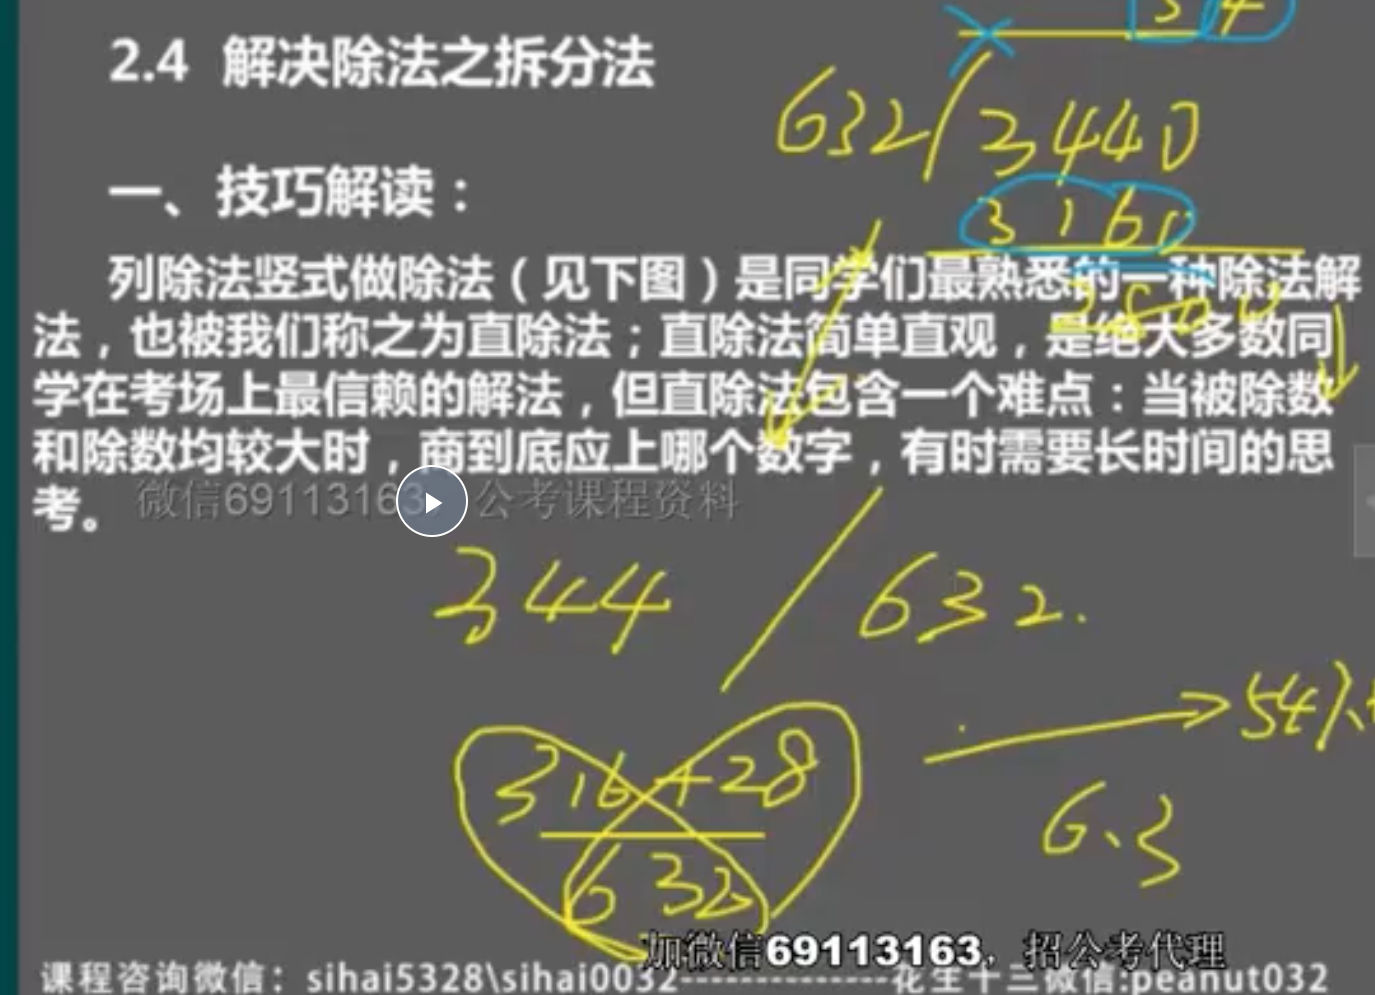 5 4
2.4 解决除法之拆分法
632 3440
一、技巧解读：
3160
列除法竖式做除法（见下图）是同学们最熟悉的一种除法解
法，也被我们称之为直除法；直除法简单直观，是绝大多数同
学在考场上最信赖的解法，但直除法包含一个难点：当被除数
和除数均较大时，商到底应上哪个数字，有时需要长时间的思
考。
微信69113163 公考课程资料
344 / 632.
54%+
316+28
6.3
632
加微信69113163，招公考代理
课程咨询微信：sihai5328\sihai0032--------------花生十三微信:peanut032